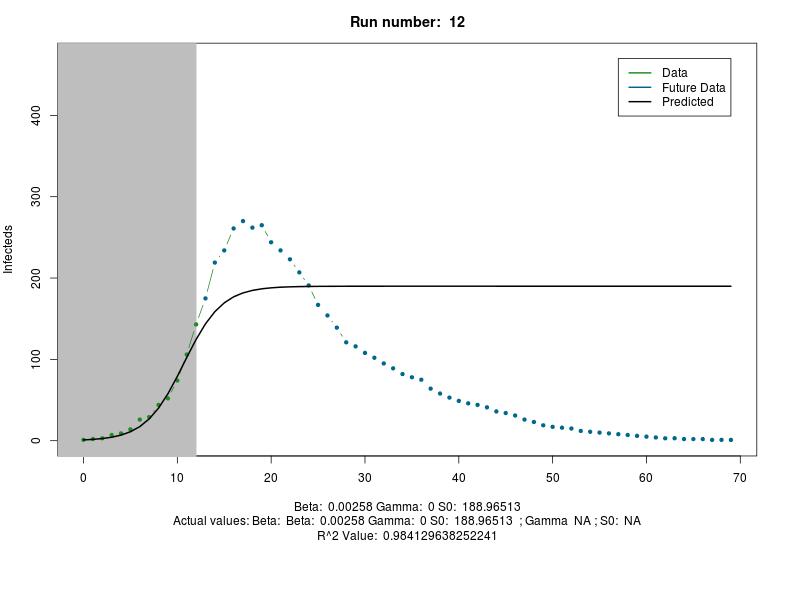 Run number: 12
Data
Future Data
Predicted
400
300
200
100
0
Infecteds
0 10 20 30 40 50 60 70
Beta: 0.00258 Gamma: 0 S0: 188.96513
Actual values: Beta: Beta: 0.00258 Gamma: 0 S0: 188.96513 ; Gamma NA ; S0: NA
R^2 Value: 0.984129638252241